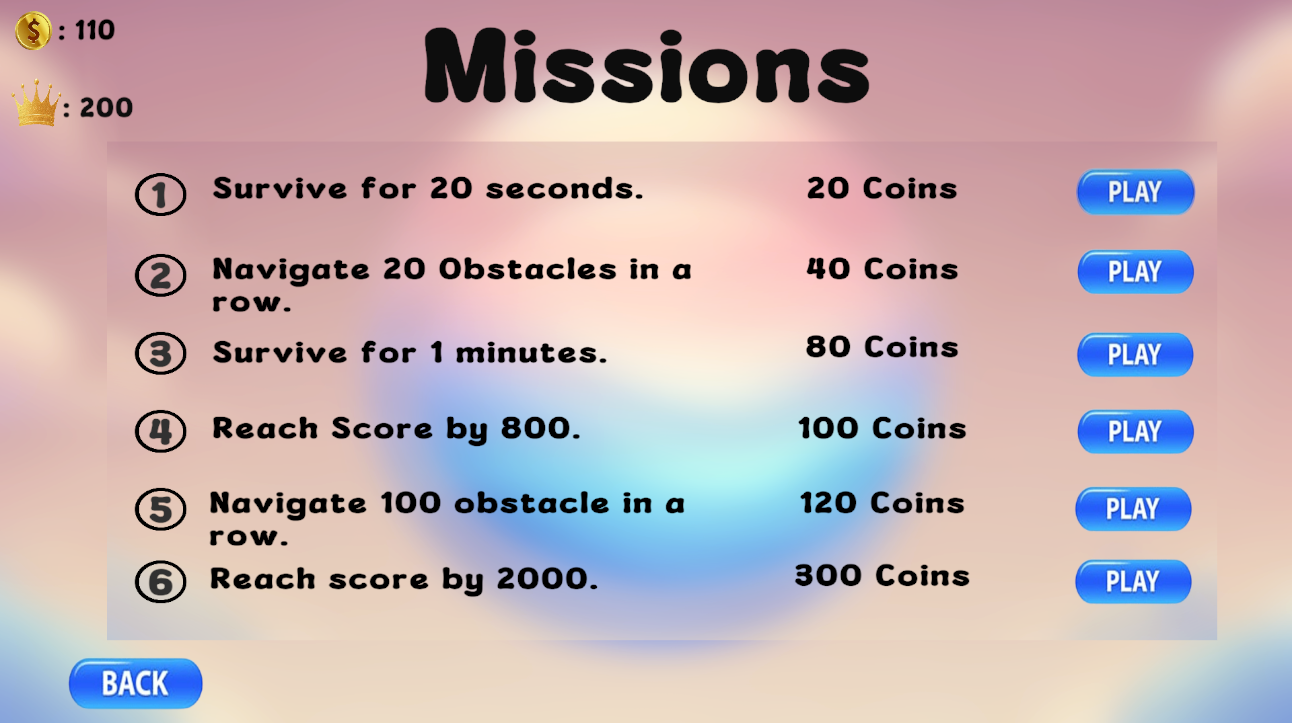 : 110
Missions
: 200
1 Survive for 20 seconds. 20 Coins PLAY
2 Navigate 20 Obstacles in a 40 Coins PLAY
row.
3 Survive for 1 minutes. 80 Coins PLAY
4 Reach Score by 800. 100 Coins PLAY
5 Navigate 100 obstacle in a 120 Coins PLAY
row.
6 Reach score by 2000. 300 Coins PLAY
BACK